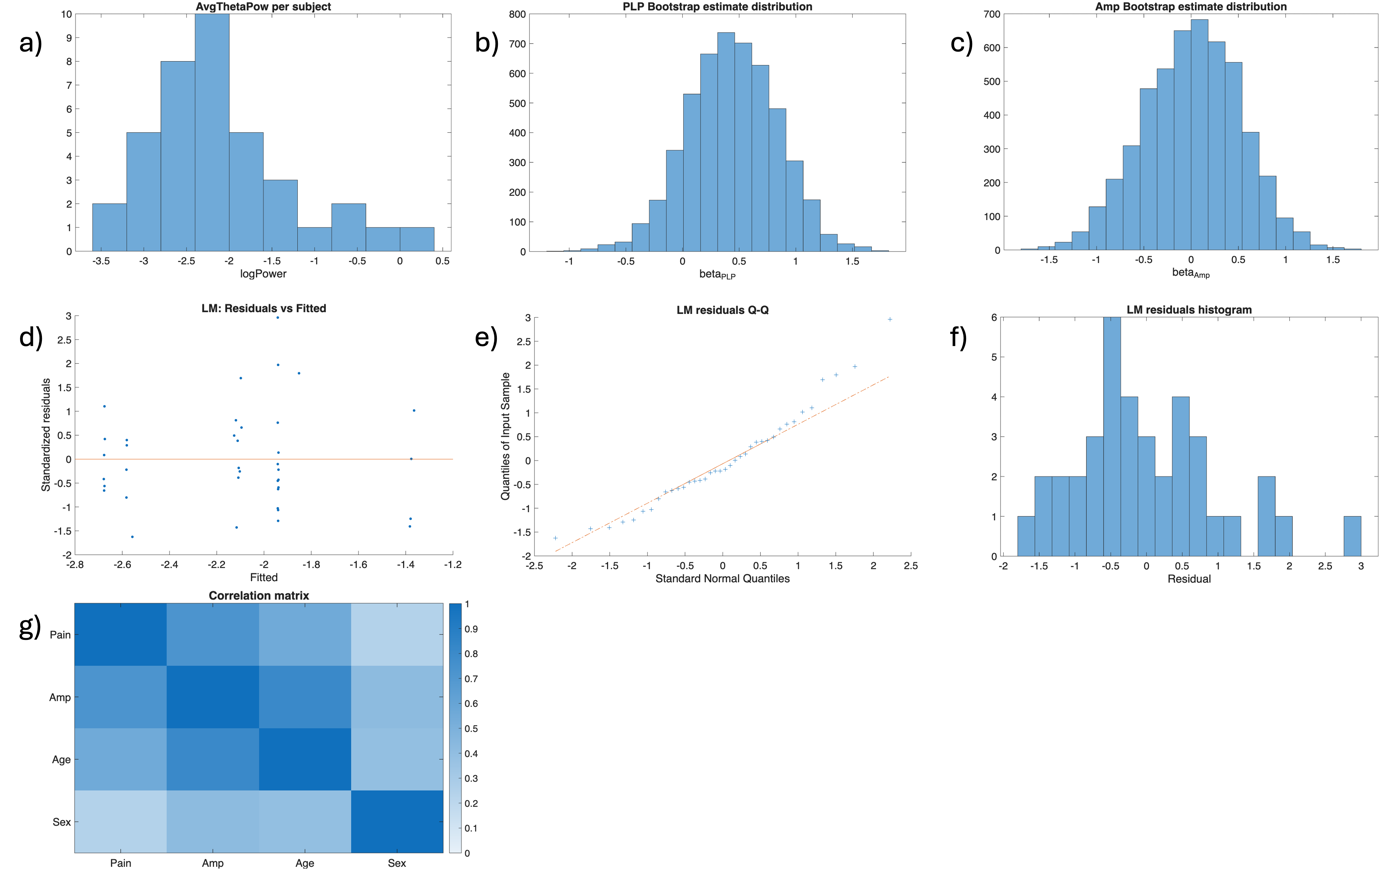 a)
AvgThetaPow per subject
10
9
8
7
6
5
4
3
2
1
0
-3.5 -3 -2.5 -2 -1.5 -1 -0.5 0 0.5
logPower
b)
PLP Bootstrap estimate distribution
800
700
600
500
400
300
200
100
0
-1 -0.5 0 0.5 1 1.5
betaPLP
c)
Amp Bootstrap estimate distribution
700
600
500
400
300
200
100
0
-1.5 -1 -0.5 0 0.5 1 1.5
betaAmp
d)
LM: Residuals vs Fitted
Standardized residuals
3
2.5
2
1.5
1
0.5
0
-0.5
-1
-1.5
-2
-2.8 -2.6 -2.4 -2.2 -2 -1.8 -1.6 -1.4 -1.2
Fitted
e)
LM residuals Q-Q
Quantiles of Input Sample
3
2.5
2
1.5
1
0.5
0
-0.5
-1
-1.5
-2
-2.5 -2 -1.5 -1 -0.5 0 0.5 1 1.5 2 2.5
Standard Normal Quantiles
f)
LM residuals histogram
6
5
4
3
2
1
0
-2 -1.5 -1 -0.5 0 0.5 1 1.5 2 2.5 3
Residual
g)
Correlation matrix
Pain
Amp
Age
Sex
Pain Amp Age Sex
1
0.9
0.8
0.7
0.6
0.5
0.4
0.3
0.2
0.1
0